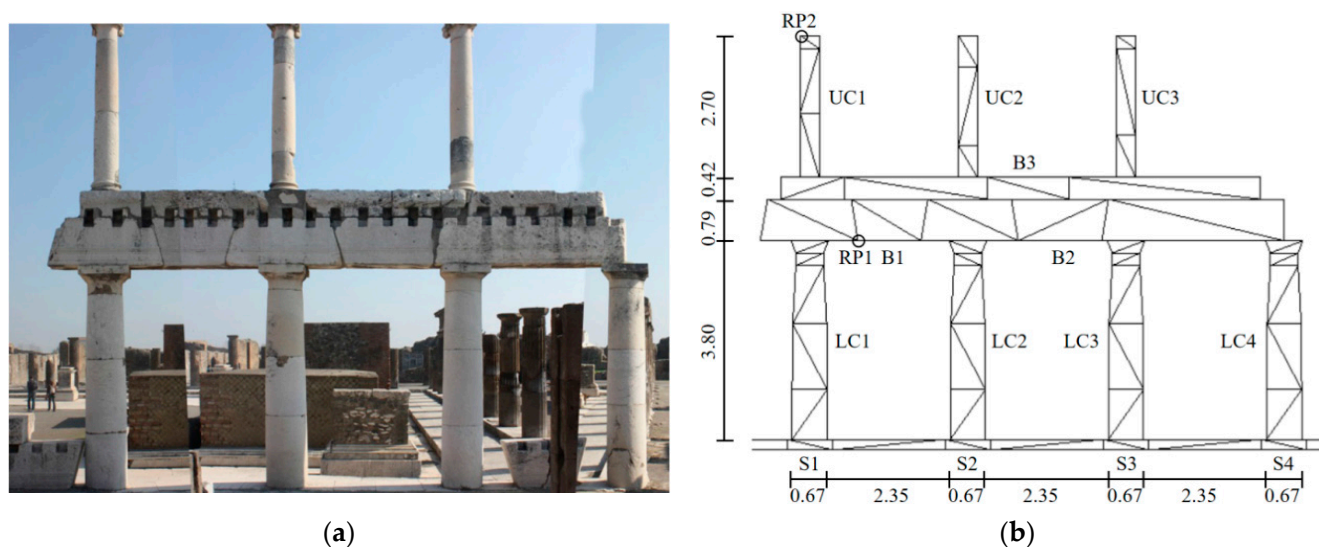 RP2
UC1 UC2 UC3
2.70
B3
0.42
0.79
RP1 B1 B2
3.80
LC1 LC2 LC3 LC4
S1 S2 S3 S4
0.67 2.35 0.67 2.35 0.67 2.35 0.67
(a) (b)